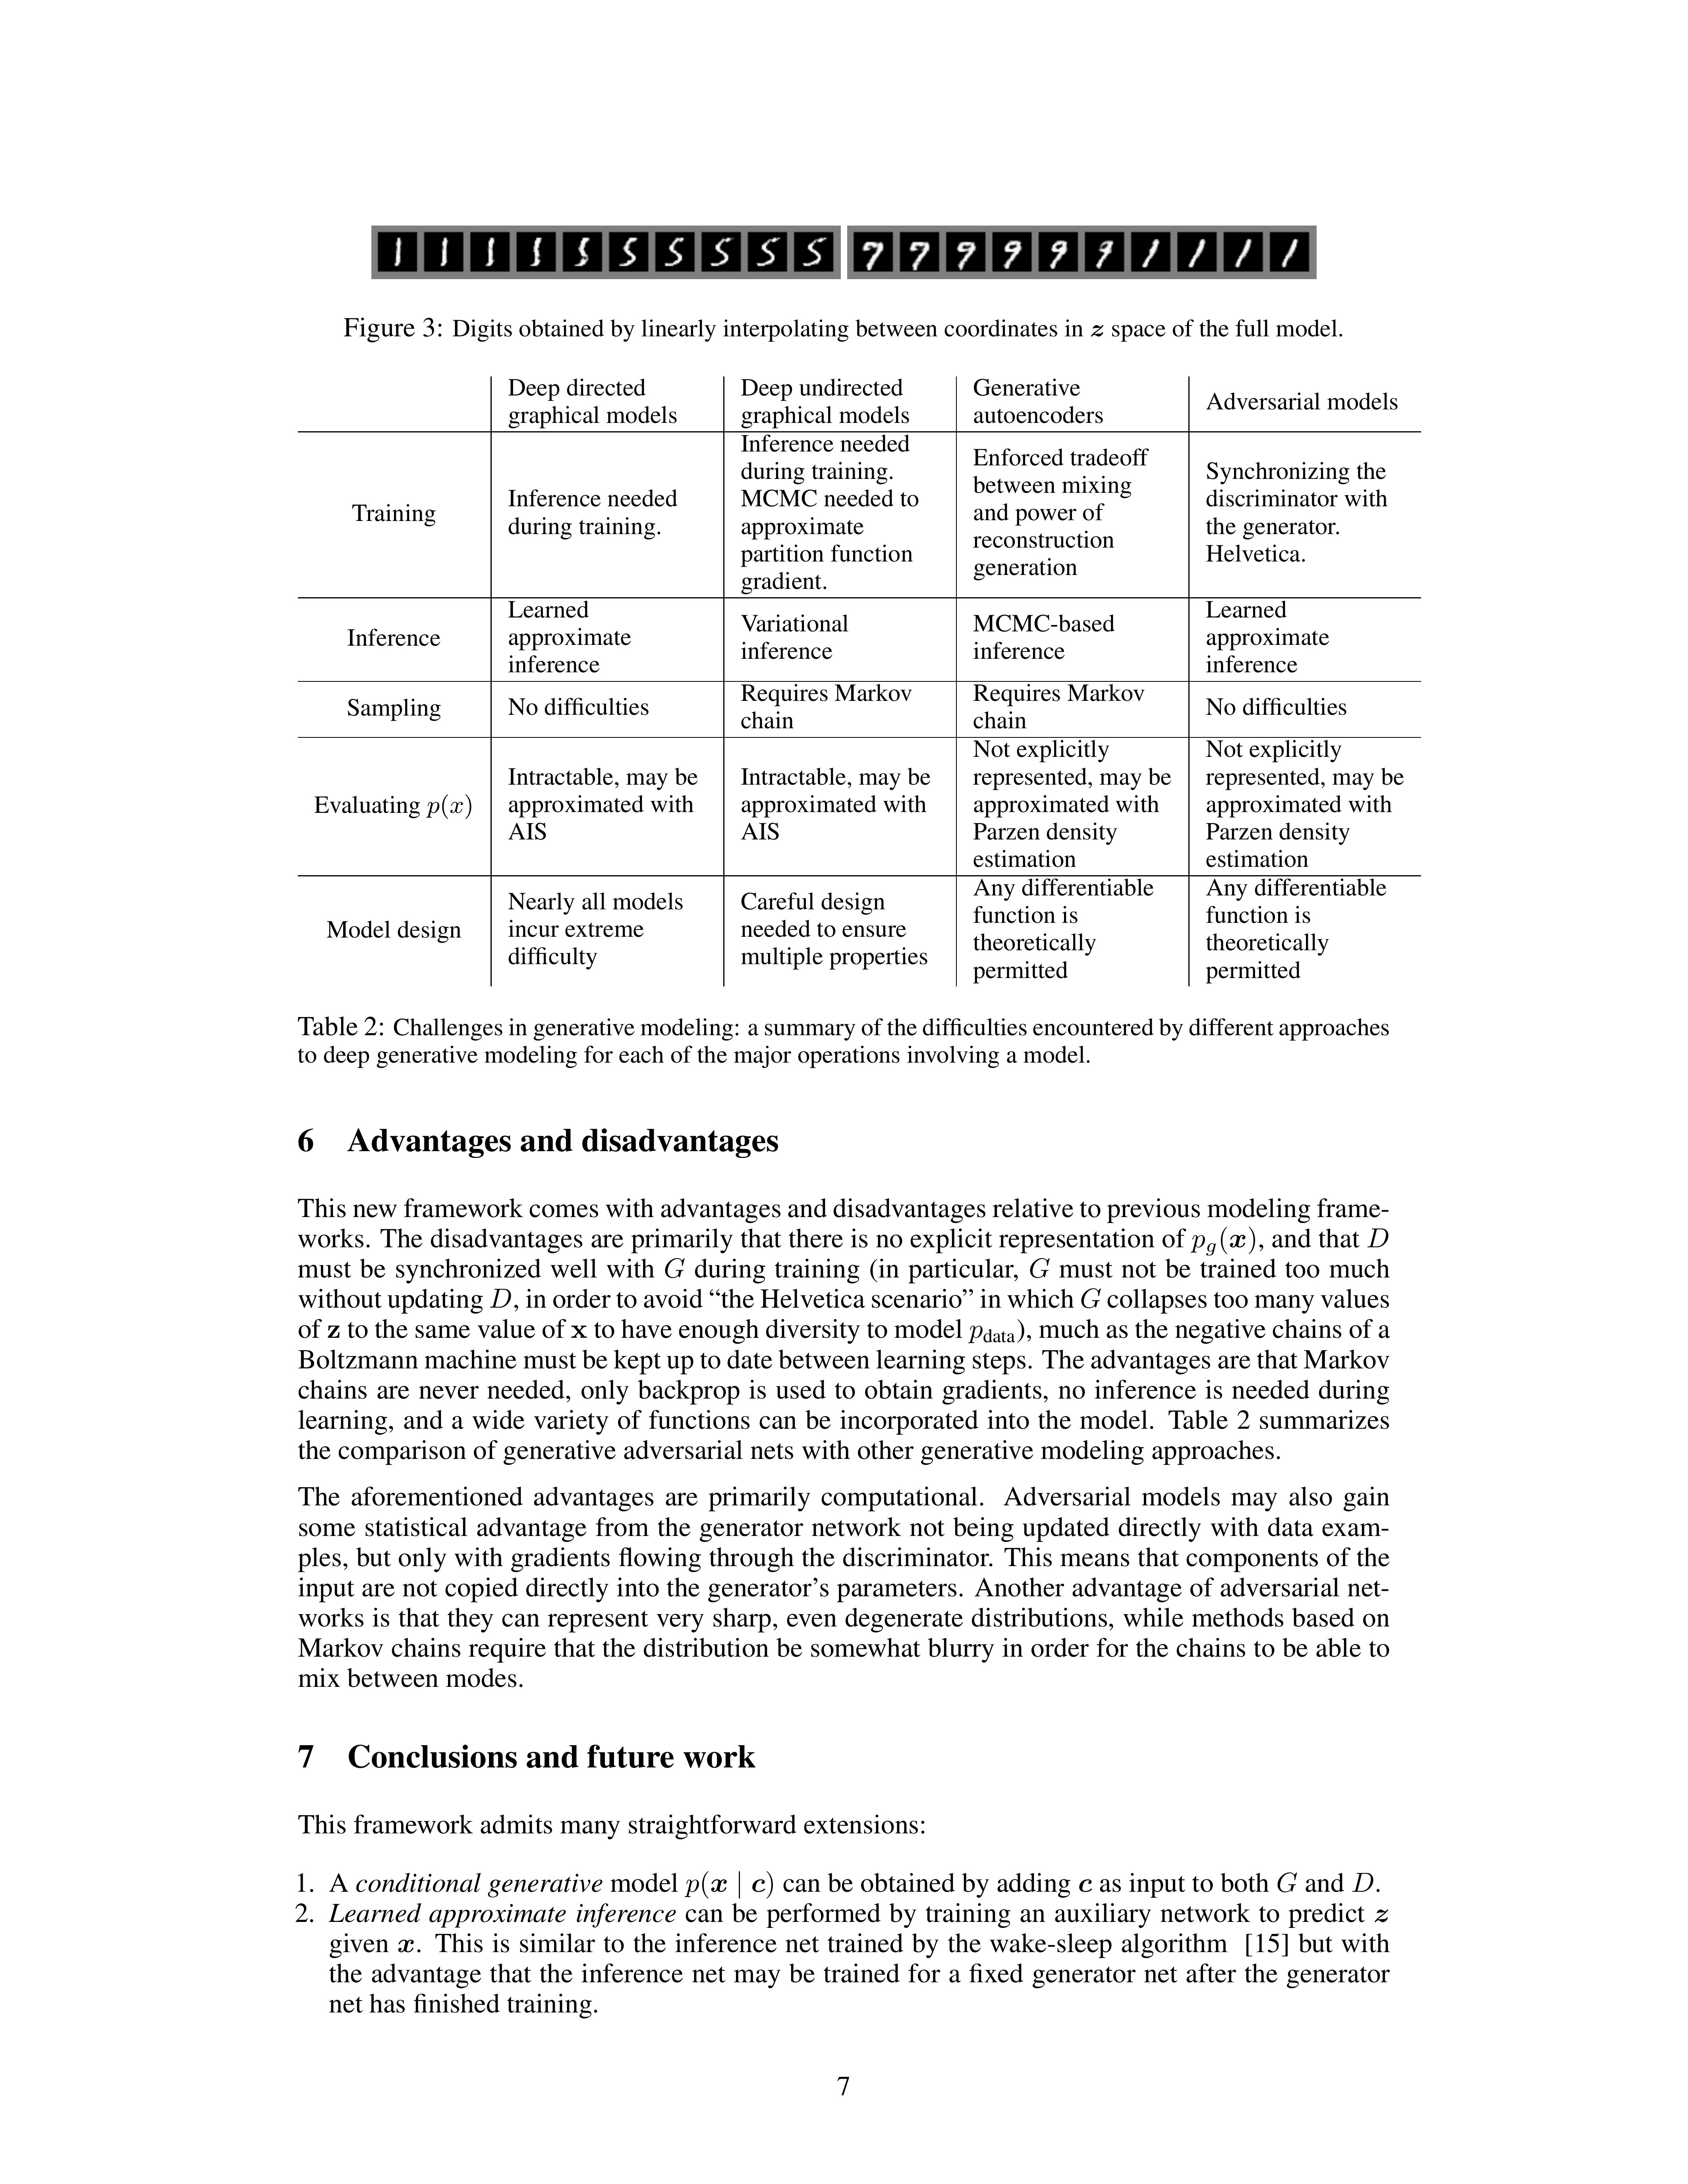 1 1 1 1 5 5 5 5 5 5 7 7 9 9 9 9 1 1 1 1
Figure 3: Digits obtained by linearly interpolating between coordinates in z space of the full model.
Deep directed
graphical models
Deep undirected
graphical models
Generative
autoencoders
Adversarial models
Training
Inference needed
during training.
Inference needed
during training.
MCMC needed to
approximate
partition function
gradient.
Enforced tradeoff
between mixing
and power of
reconstruction
generation
Synchronizing the
discriminator with
the generator.
Helvetica.
Inference
Learned
approximate
inference
Variational
inference
MCMC-based
inference
Learned
approximate
inference
Sampling
No difficulties
Requires Markov
chain
Requires Markov
chain
No difficulties
Evaluating p(x)
Intractable, may be
approximated with
AIS
Intractable, may be
approximated with
AIS
Not explicitly
represented, may be
approximated with
Parzen density
estimation
Not explicitly
represented, may be
approximated with
Parzen density
estimation
Model design
Nearly all models
incur extreme
difficulty
Careful design
needed to ensure
multiple properties
Any differentiable
function is
theoretically
permitted
Any differentiable
function is
theoretically
permitted
Table 2: Challenges in generative modeling: a summary of the difficulties encountered by different approaches
to deep generative modeling for each of the major operations involving a model.
6 Advantages and disadvantages
This new framework comes with advantages and disadvantages relative to previous modeling frame-
works. The disadvantages are primarily that there is no explicit representation of p_g(x), and that D
must be synchronized well with G during training (in particular, G must not be trained too much
without updating D, in order to avoid “the Helvetica scenario” in which G collapses too many values
of z to the same value of x to have enough diversity to model p_data), much as the negative chains of a
Boltzmann machine must be kept up to date between learning steps. The advantages are that Markov
chains are never needed, only backprop is used to obtain gradients, no inference is needed during
learning, and a wide variety of functions can be incorporated into the model. Table 2 summarizes
the comparison of generative adversarial nets with other generative modeling approaches.
The aforementioned advantages are primarily computational. Adversarial models may also gain
some statistical advantage from the generator network not being updated directly with data exam-
ples, but only with gradients flowing through the discriminator. This means that components of the
input are not copied directly into the generator’s parameters. Another advantage of adversarial net-
works is that they can represent very sharp, even degenerate distributions, while methods based on
Markov chains require that the distribution be somewhat blurry in order for the chains to be able to
mix between modes.
7 Conclusions and future work
This framework admits many straightforward extensions:
1. A conditional generative model p(x | c) can be obtained by adding c as input to both G and D.
2. Learned approximate inference can be performed by training an auxiliary network to predict z
given x. This is similar to the inference net trained by the wake-sleep algorithm [15] but with
the advantage that the inference net may be trained for a fixed generator net after the generator
net has finished training.
7